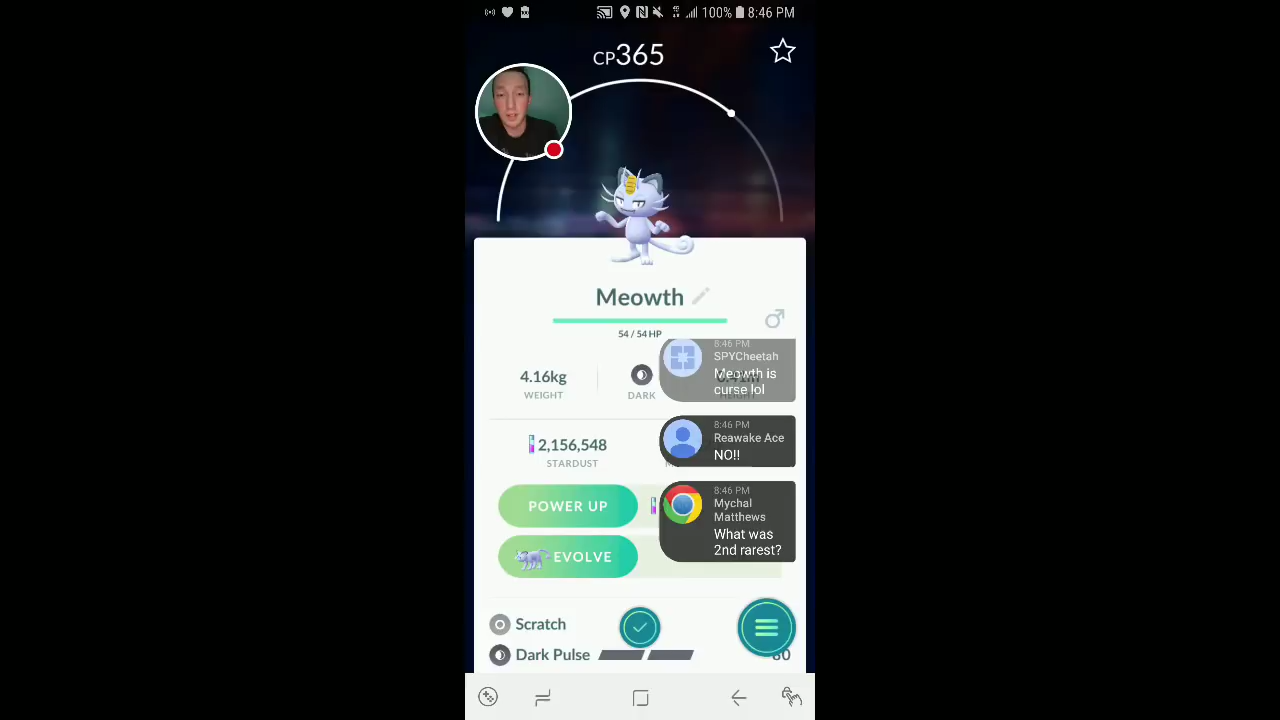 100% 8:46 PM
CP365
Meowth
54 / 54 HP
4.16kg
WEIGHT
DARK
8:46 PM
SPYCheetah
Meowth is
curse lol
2,156,548
STARDUST
8:46 PM
Reawake Ace
NO!!
POWER UP
8:46 PM
Mychal
Matthews
What was
2nd rarest?
EVOLVE
Scratch
Dark Pulse